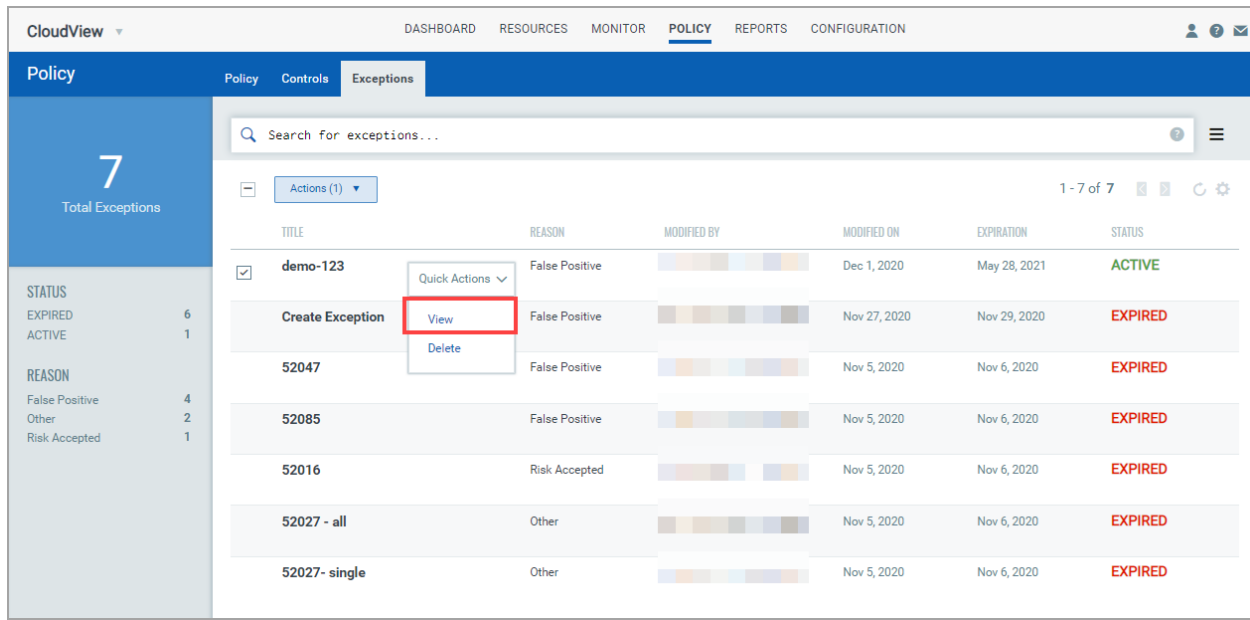 CloudView
DASHBOARD RESOURCES MONITOR POLICY REPORTS CONFIGURATION
Policy
Policy Controls Exceptions
7
Total Exceptions
Search for exceptions...
Actions (1)
1 - 7 of 7
TITLE REASON MODIFIED BY MODIFIED ON EXPIRATION STATUS
demo-123 Quick Actions False Positive Dec 1, 2020 May 28, 2021 ACTIVE
Create Exception View False Positive Nov 27, 2020 Nov 29, 2020 EXPIRED
Delete
52047 False Positive Nov 5, 2020 Nov 6, 2020 EXPIRED
52085 False Positive Nov 5, 2020 Nov 6, 2020 EXPIRED
52016 Risk Accepted Nov 5, 2020 Nov 6, 2020 EXPIRED
52027 - all Other Nov 5, 2020 Nov 6, 2020 EXPIRED
52027- single Other Nov 5, 2020 Nov 6, 2020 EXPIRED
STATUS
EXPIRED 6
ACTIVE 1
REASON
False Positive 4
Other 2
Risk Accepted 1